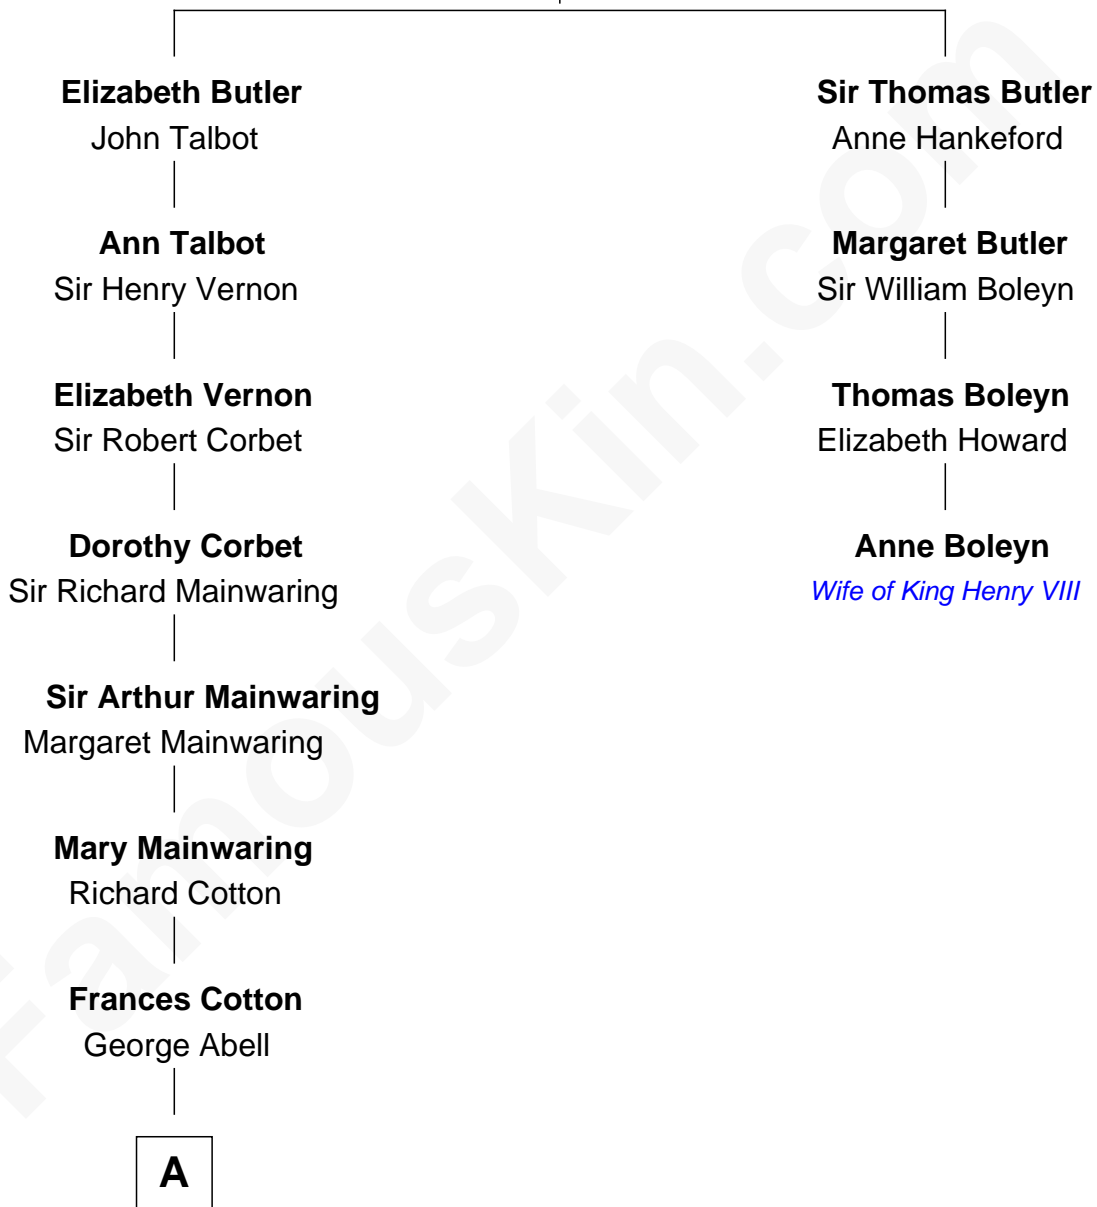 Elizabeth Butler
John Talbot
Sir Thomas Butler
Anne Hankeford
Ann Talbot
Sir Henry Vernon
Margaret Butler
Sir William Boleyn
Elizabeth Vernon
Sir Robert Corbet
Thomas Boleyn
Elizabeth Howard
Dorothy Corbet
Sir Richard Mainwaring
Anne Boleyn
Wife of King Henry VIII
Sir Arthur Mainwaring
Margaret Mainwaring
Mary Mainwaring
Richard Cotton
Frances Cotton
George Abell
A
FamousKin.com